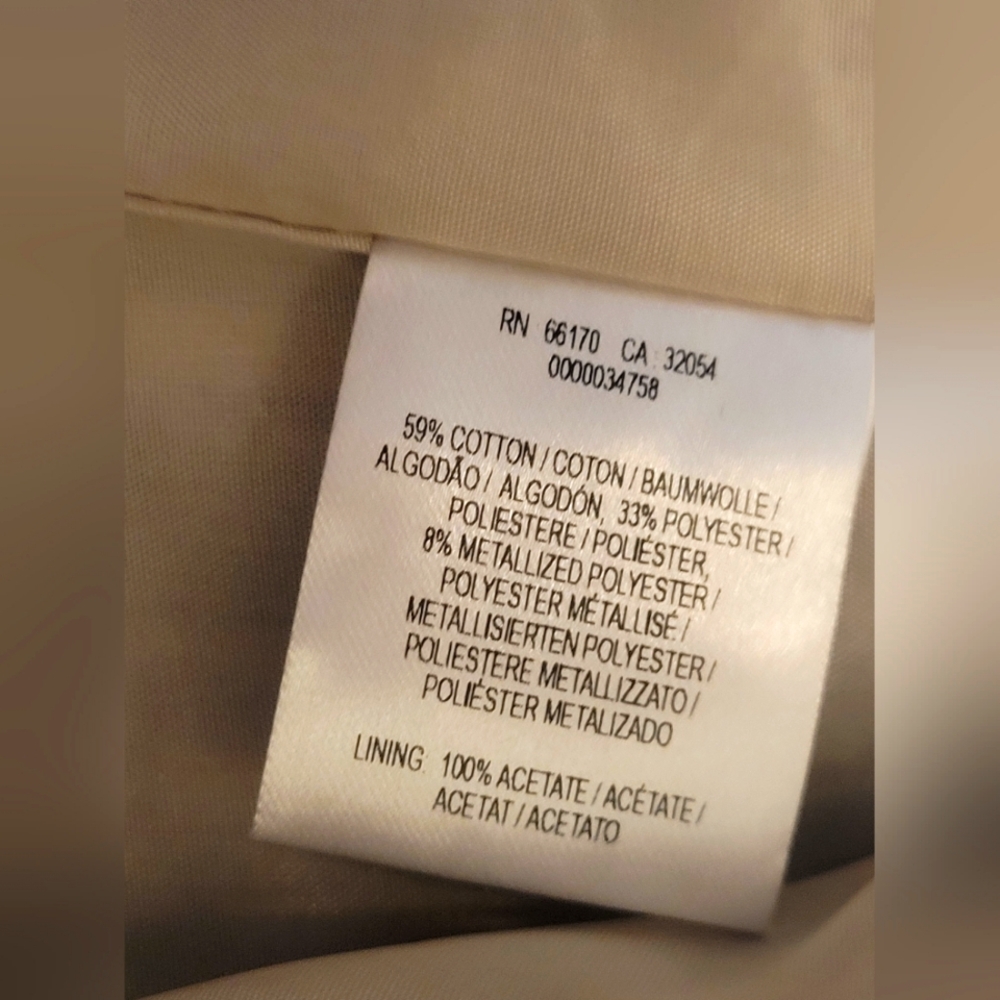 RN 66170 CA 32054
0000034758
59% COTTON / COTON / BAUMWOLLE /
ALGODÃO / ALGODÓN, 33% POLYESTER /
POLIESTERE / POLIÉSTER,
8% METALLIZED POLYESTER /
POLYESTER MÉTALLISÉ /
METALLISIERTEN POLYESTER /
POLIESTERE METALLIZZATO /
POLIÉSTER METALIZADO
LINING: 100% ACETATE / ACÉTATE /
ACETAT / ACETATO